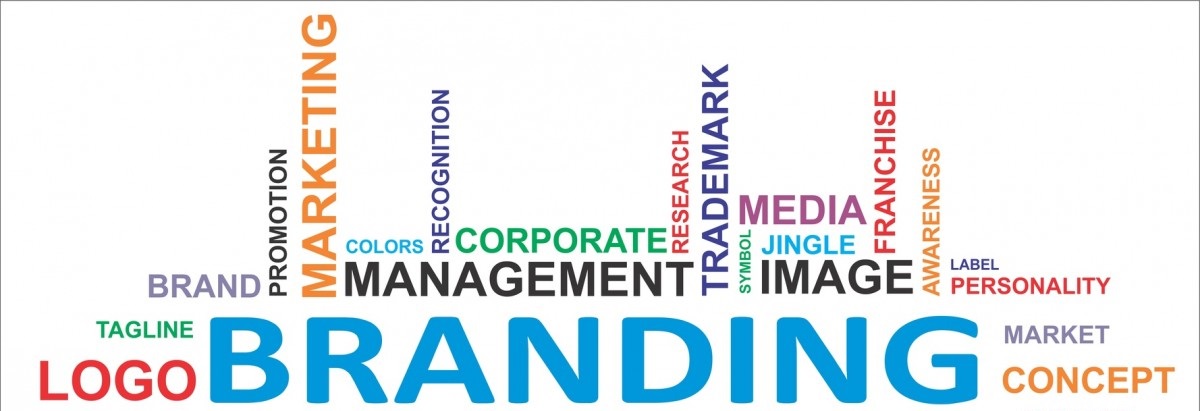 MARKETING
PROMOTION
RECOGNITION
RESEARCH
TRADEMARK
FRANCHISE
AWARENESS
MEDIA
COLORS
CORPORATE
SYMBOL
JINGLE
BRAND
MANAGEMENT
IMAGE
LABEL
PERSONALITY
TAGLINE
LOGO
BRANDING
MARKET
CONCEPT